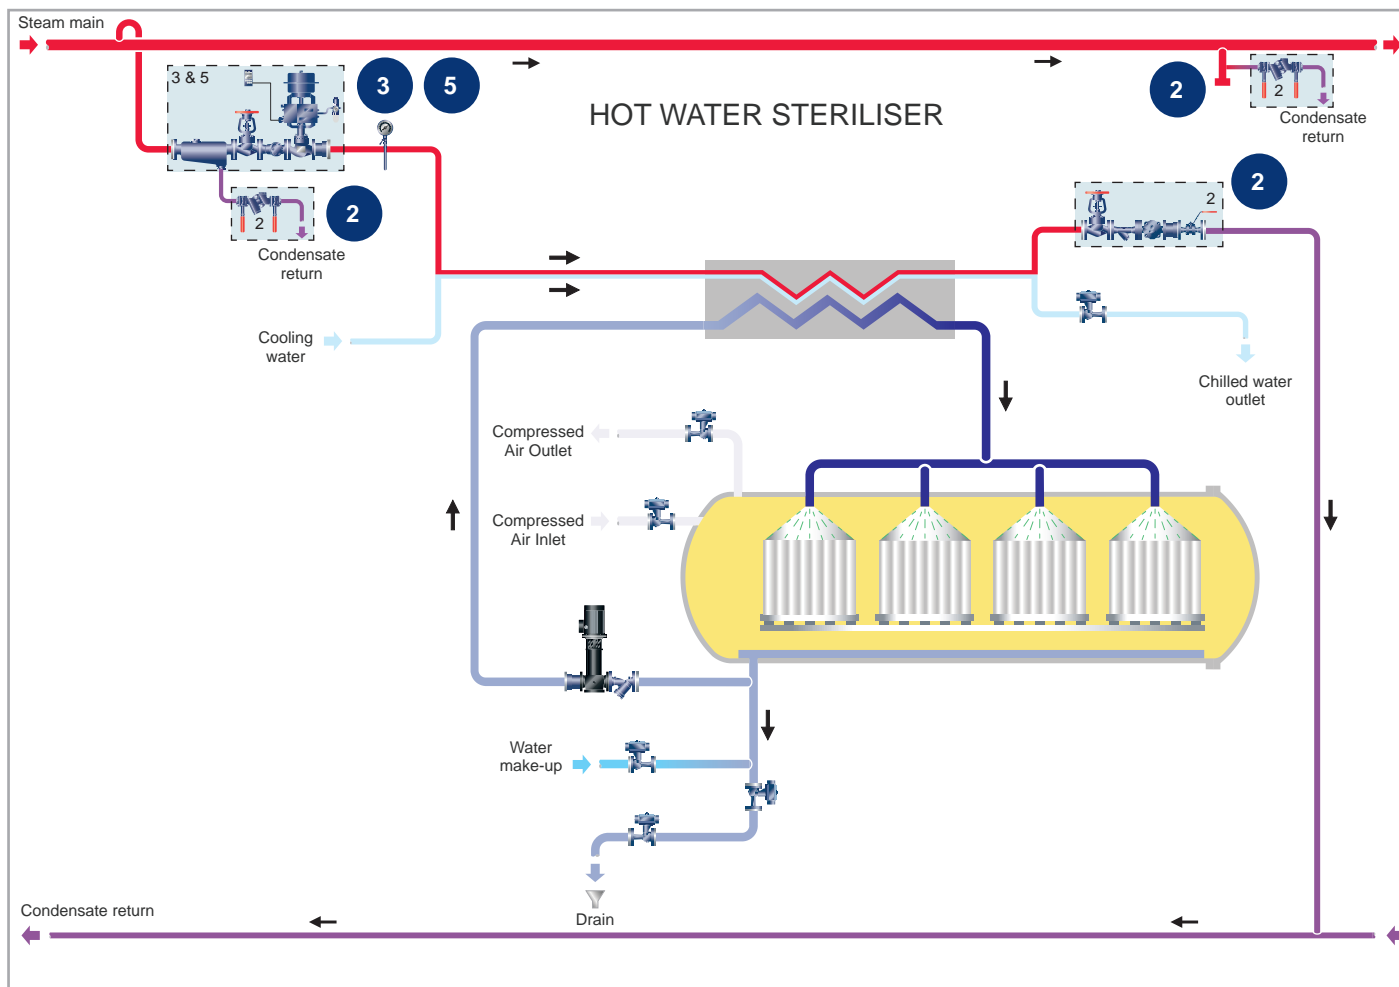 Steam main
3 & 5
3
5
2
2
Condensate
return
HOT WATER STERILISER
2
2
Condensate
return
2
2
Cooling
water
Chilled water
outlet
Compressed
Air Outlet
Compressed
Air Inlet
Water
make-up
Drain
Condensate return